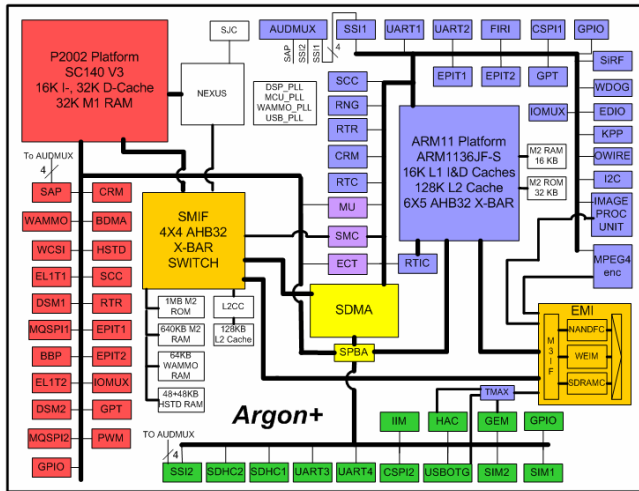 P2002 Platform
SC140 V3
16K I-, 32K D-Cache
32K M1 RAM
SJC
NEXUS
AUDMUX
SAP
SSI2
SSI1
4
SSI1
UART1
UART2
FIRI
CSPI1
GPIO
EPIT1
EPIT2
GPT
SiRF
WDOG
EDIO
IOMUX
KPP
OWIRE
I2C
IMAGE
PROC
UNIT
MPEG4
enc
DSP_PLL
MCU_PLL
WAMMO_PLL
USB_PLL
SCC
RNG
RTR
CRM
RTC
MU
SMC
ECT
RTIC
ARM11 Platform
ARM1136JF-S
16K L1 I&D Caches
128K L2 Cache
6X5 AHB32 X-BAR
M2 RAM
16 KB
M2 ROM
32 KB
To AUDMUX
4
SAP
CRM
WAMMO
BDMA
WCSI
HSTD
EL1T1
SCC
DSM1
RTR
MQSPI1
EPIT1
BBP
EPIT2
EL1T2
IOMUX
DSM2
GPT
MQSPI2
PWM
GPIO
SMIF
4X4 AHB32
X-BAR
SWITCH
1MB M2
ROM
640KB M2
RAM
64KB
WAMMO
RAM
48+48KB
HSTD RAM
L2CC
128KB
L2 Cache
SDMA
SPBA
EMI
M
3
I
F
NANDFC
WEIM
SDRAMC
TMAX
Argon+
TO AUDMUX
4
IIM
HAC
GEM
GPIO
SSI2
SDHC2
SDHC1
UART3
UART4
CSPI2
USBOTG
SIM2
SIM1